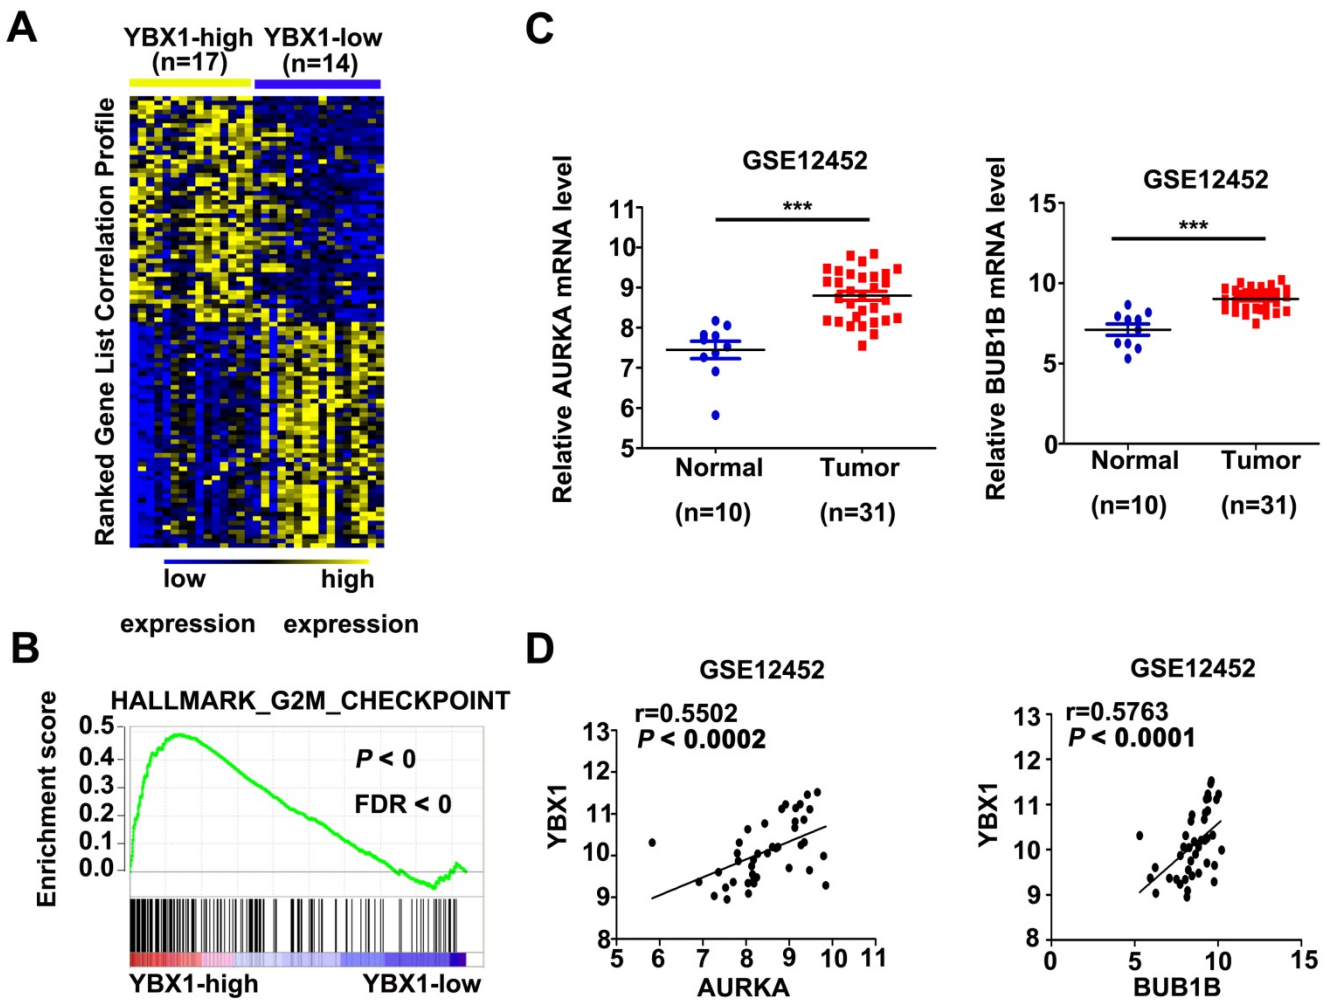 A
YBX1-high YBX1-low
(n=17) (n=14)
Ranked Gene List Correlation Profile
low high
expression expression
B
HALLMARK_G2M_CHECKPOINT
Enrichment score
0.5
0.4
0.3
0.2
0.1
0.0
P < 0
FDR < 0
YBX1-high YBX1-low
C
GSE12452
Relative AURKA mRNA level
11
10
9
8
7
6
5
***
Normal Tumor
(n=10) (n=31)
GSE12452
Relative BUB1B mRNA level
15
10
5
0
***
Normal Tumor
(n=10) (n=31)
D
GSE12452
r=0.5502
P < 0.0002
YBX1
13
12
11
10
9
8
5 6 7 8 9 10 11
AURKA
GSE12452
r=0.5763
P < 0.0001
YBX1
13
12
11
10
9
8
0 5 10 15
BUB1B